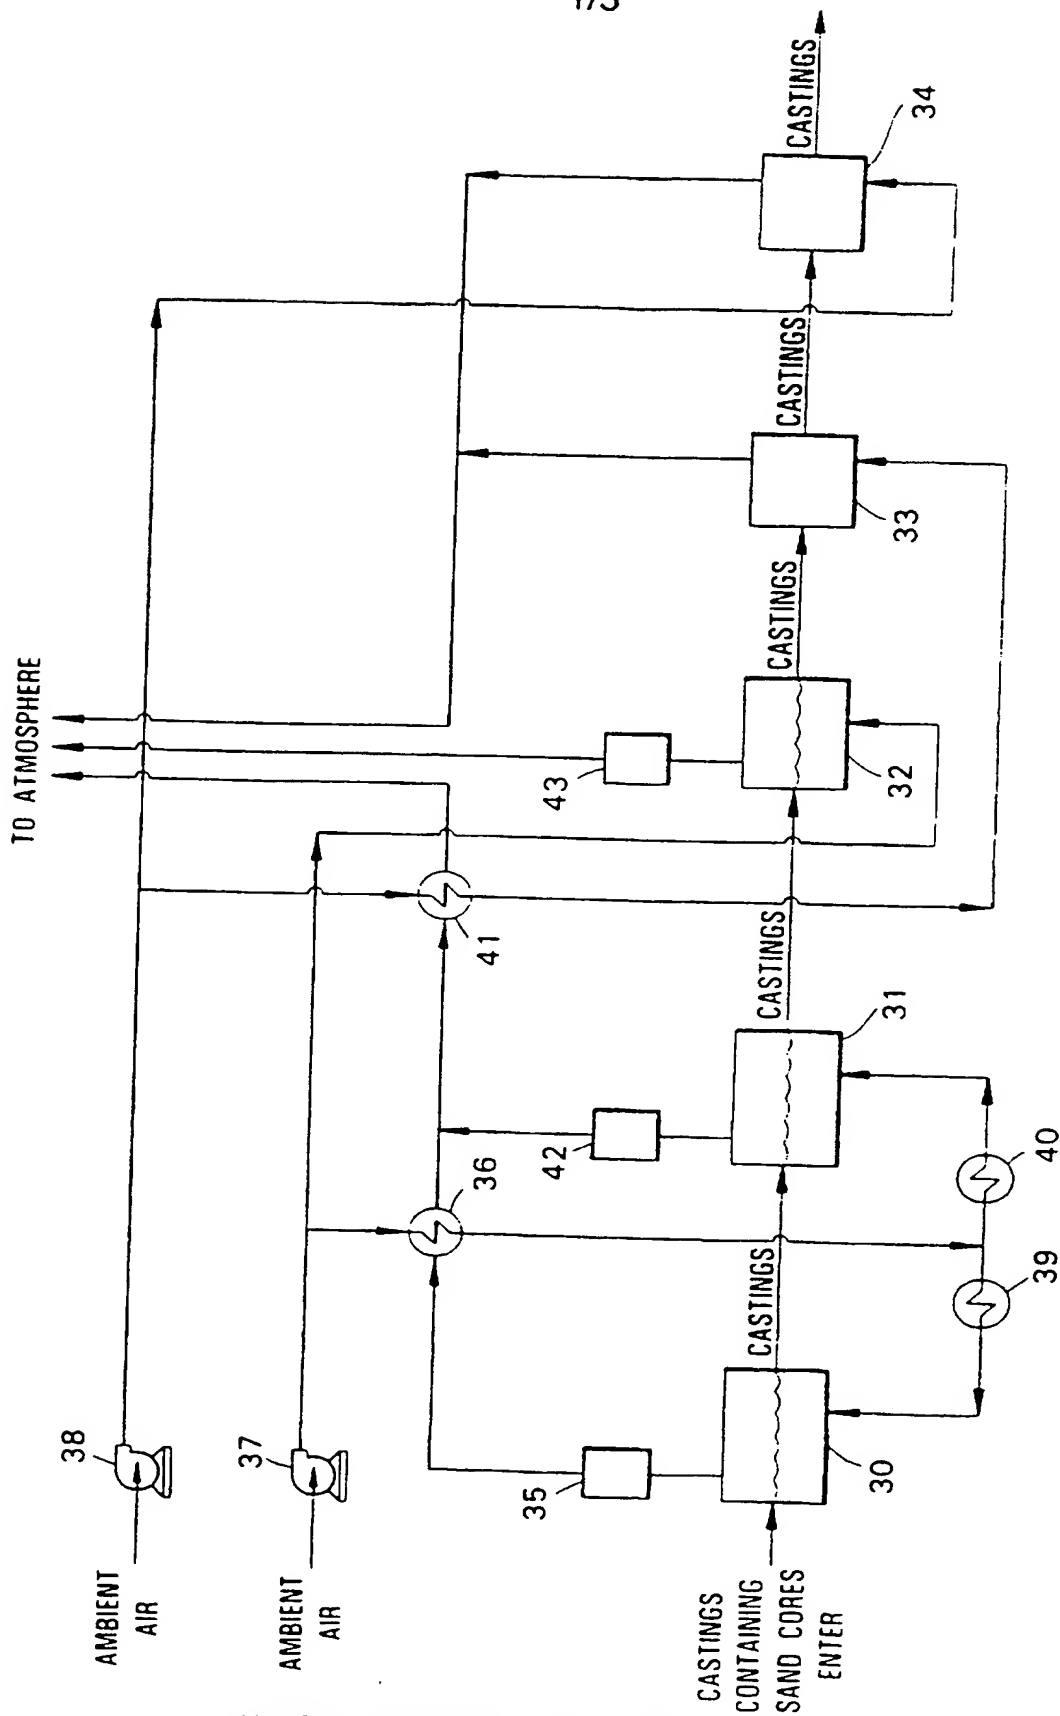 TO ATMOSPHERE
AMBIENT
AIR
38
AMBIENT
AIR
37
36
41
35
42
43
CASTINGS
CONTAINING
SAND CORES
ENTER
CASTINGS
CASTINGS
CASTINGS
CASTINGS
CASTINGS
30
31
32
33
34
39
40